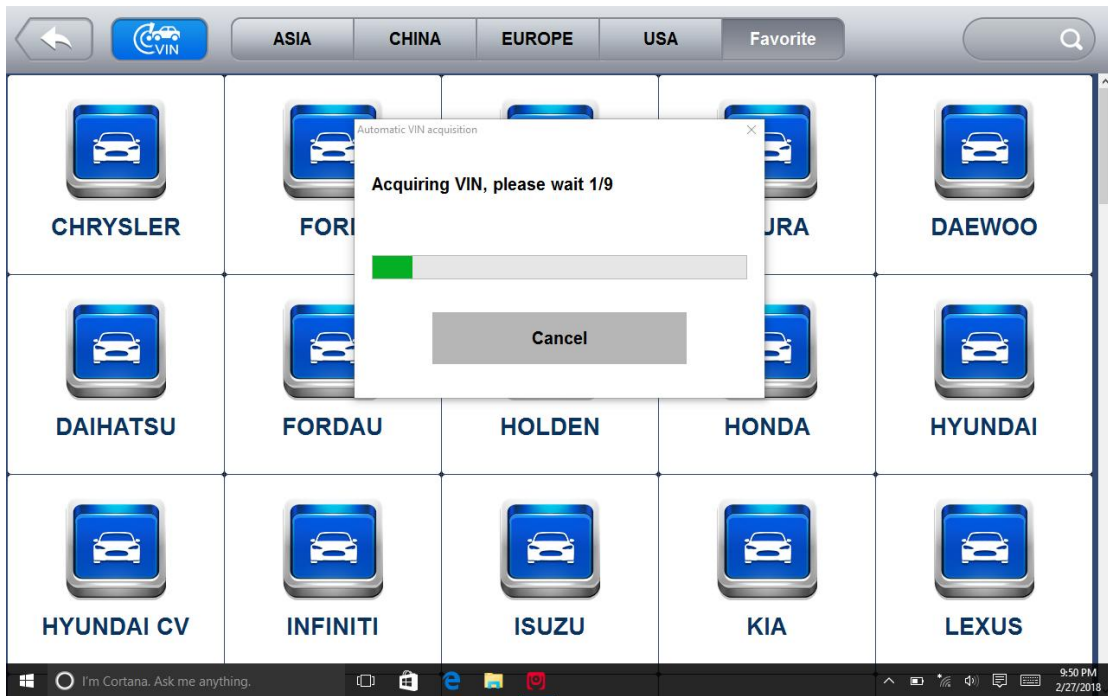 VIN
ASIA
CHINA
EUROPE
USA
Favorite
Automatic VIN acquisition
Acquiring VIN, please wait 1/9
Cancel
CHRYSLER
DAEWOO
DAIHATSU
FORDAU
HOLDEN
HONDA
HYUNDAI
HYUNDAI CV
INFINITI
ISUZU
KIA
LEXUS
I'm Cortana. Ask me anything.
9:50 PM
2/27/2018